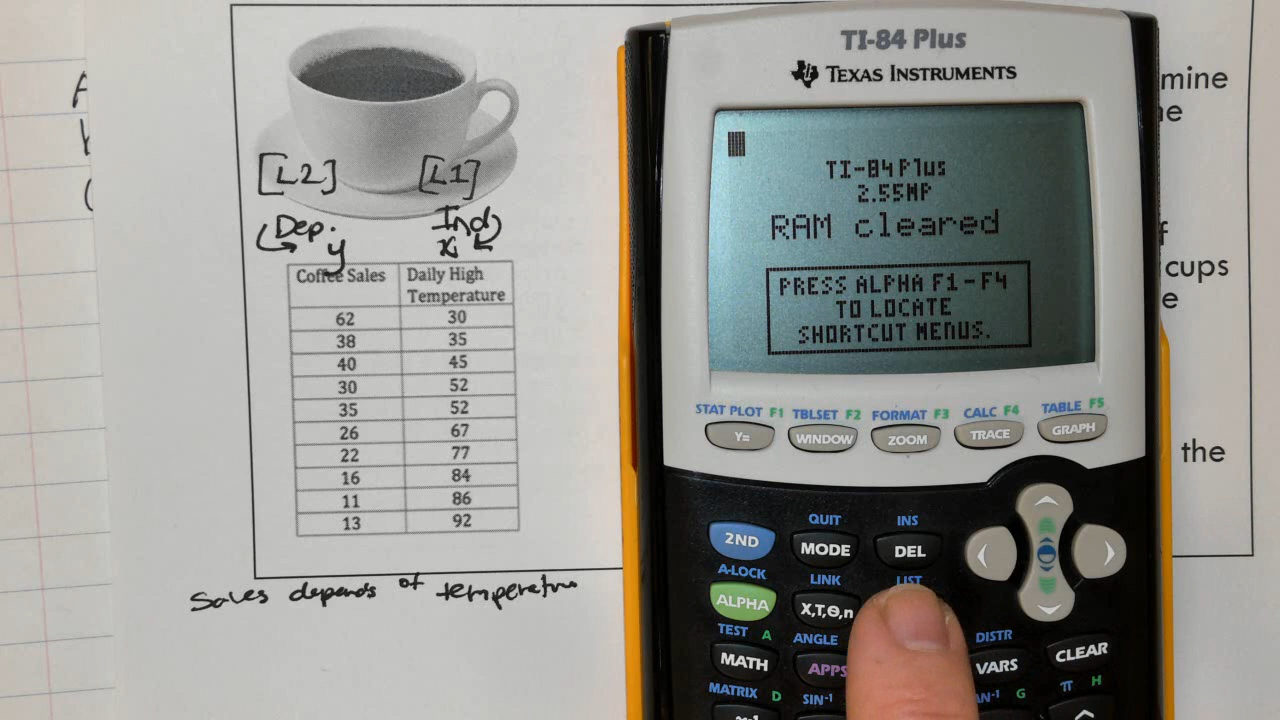 [L2] [L1]
Dep. Ind
y x
Coffee Sales Daily High Temperature
62 30
38 35
40 45
30 52
35 52
26 67
22 77
16 84
11 86
13 92
Sales depends of temperature
TI-84 Plus
TEXAS INSTRUMENTS
TI-84 Plus
2.55MP
RAM cleared
PRESS ALPHA F1-F4
TO LOCATE
SHORTCUT MENUS.
STAT PLOT F1 TBLSET F2 FORMAT F3 CALC F4 TABLE F5
Y= WINDOW ZOOM TRACE GRAPH
QUIT INS
2ND MODE DEL
A-LOCK LINK LIST
ALPHA X,T,Θ,n
TEST A ANGLE DISTR
MATH APPS VARS CLEAR
MATRIX D SIN⁻¹ G π H
mine
f
cups
e
the